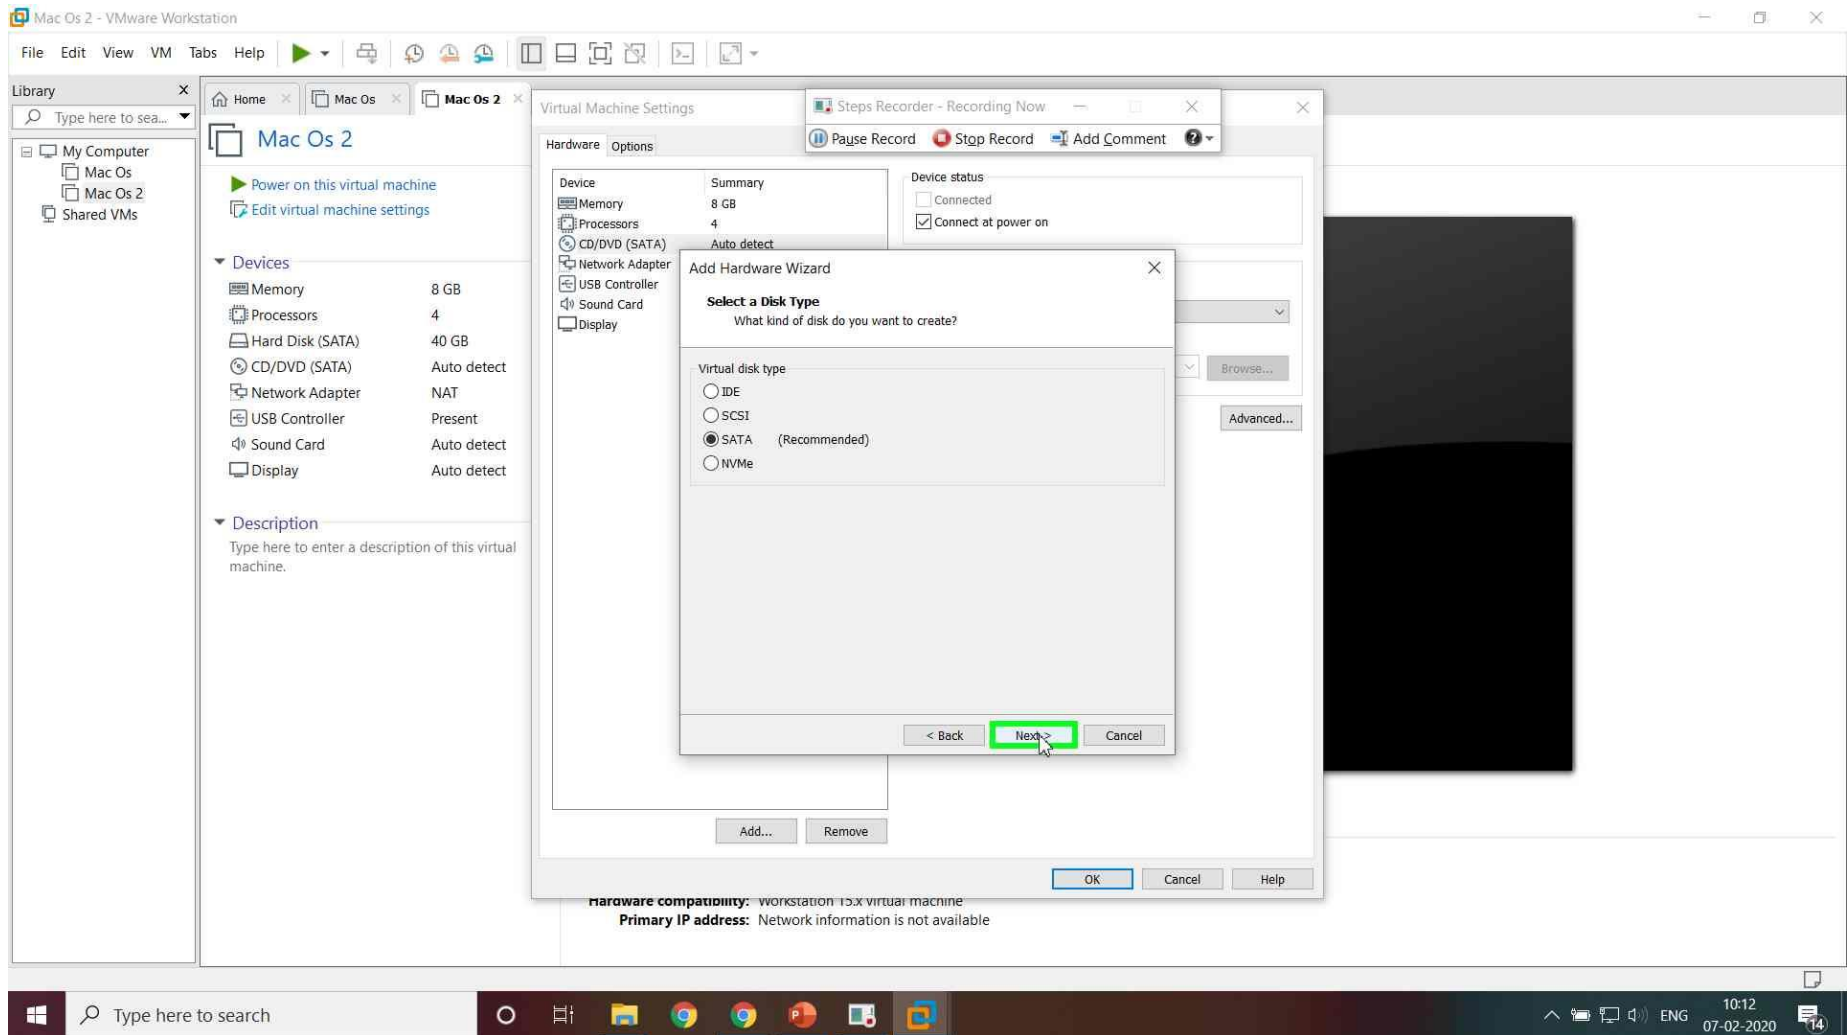 Mac Os 2 - VMware Workstation
File Edit View VM Tabs Help
Library X
Type here to sea...
My Computer
Mac Os
Mac Os 2
Shared VMs
Home Mac Os Mac Os 2
Mac Os 2
Power on this virtual machine
Edit virtual machine settings
Devices
Memory 8 GB
Processors 4
Hard Disk (SATA) 40 GB
CD/DVD (SATA) Auto detect
Network Adapter NAT
USB Controller Present
Sound Card Auto detect
Display Auto detect
Description
Type here to enter a description of this virtual
machine.
Virtual Machine Settings
Steps Recorder - Recording Now
Pause Record Stop Record Add Comment
Hardware Options
Device Summary
Memory 8 GB
Processors 4
CD/DVD (SATA) Auto detect
Network Adapter
USB Controller
Sound Card
Display
Device status
Connected
Connect at power on
Browse...
Advanced...
Add Hardware Wizard
Select a Disk Type
What kind of disk do you want to create?
Virtual disk type
IDE
SCSI
SATA (Recommended)
NVMe
< Back Next > Cancel
Add... Remove
OK Cancel Help
Hardware compatibility: Workstation 15.x virtual machine
Primary IP address: Network information is not available
Type here to search
ENG
10:12
07-02-2020
14